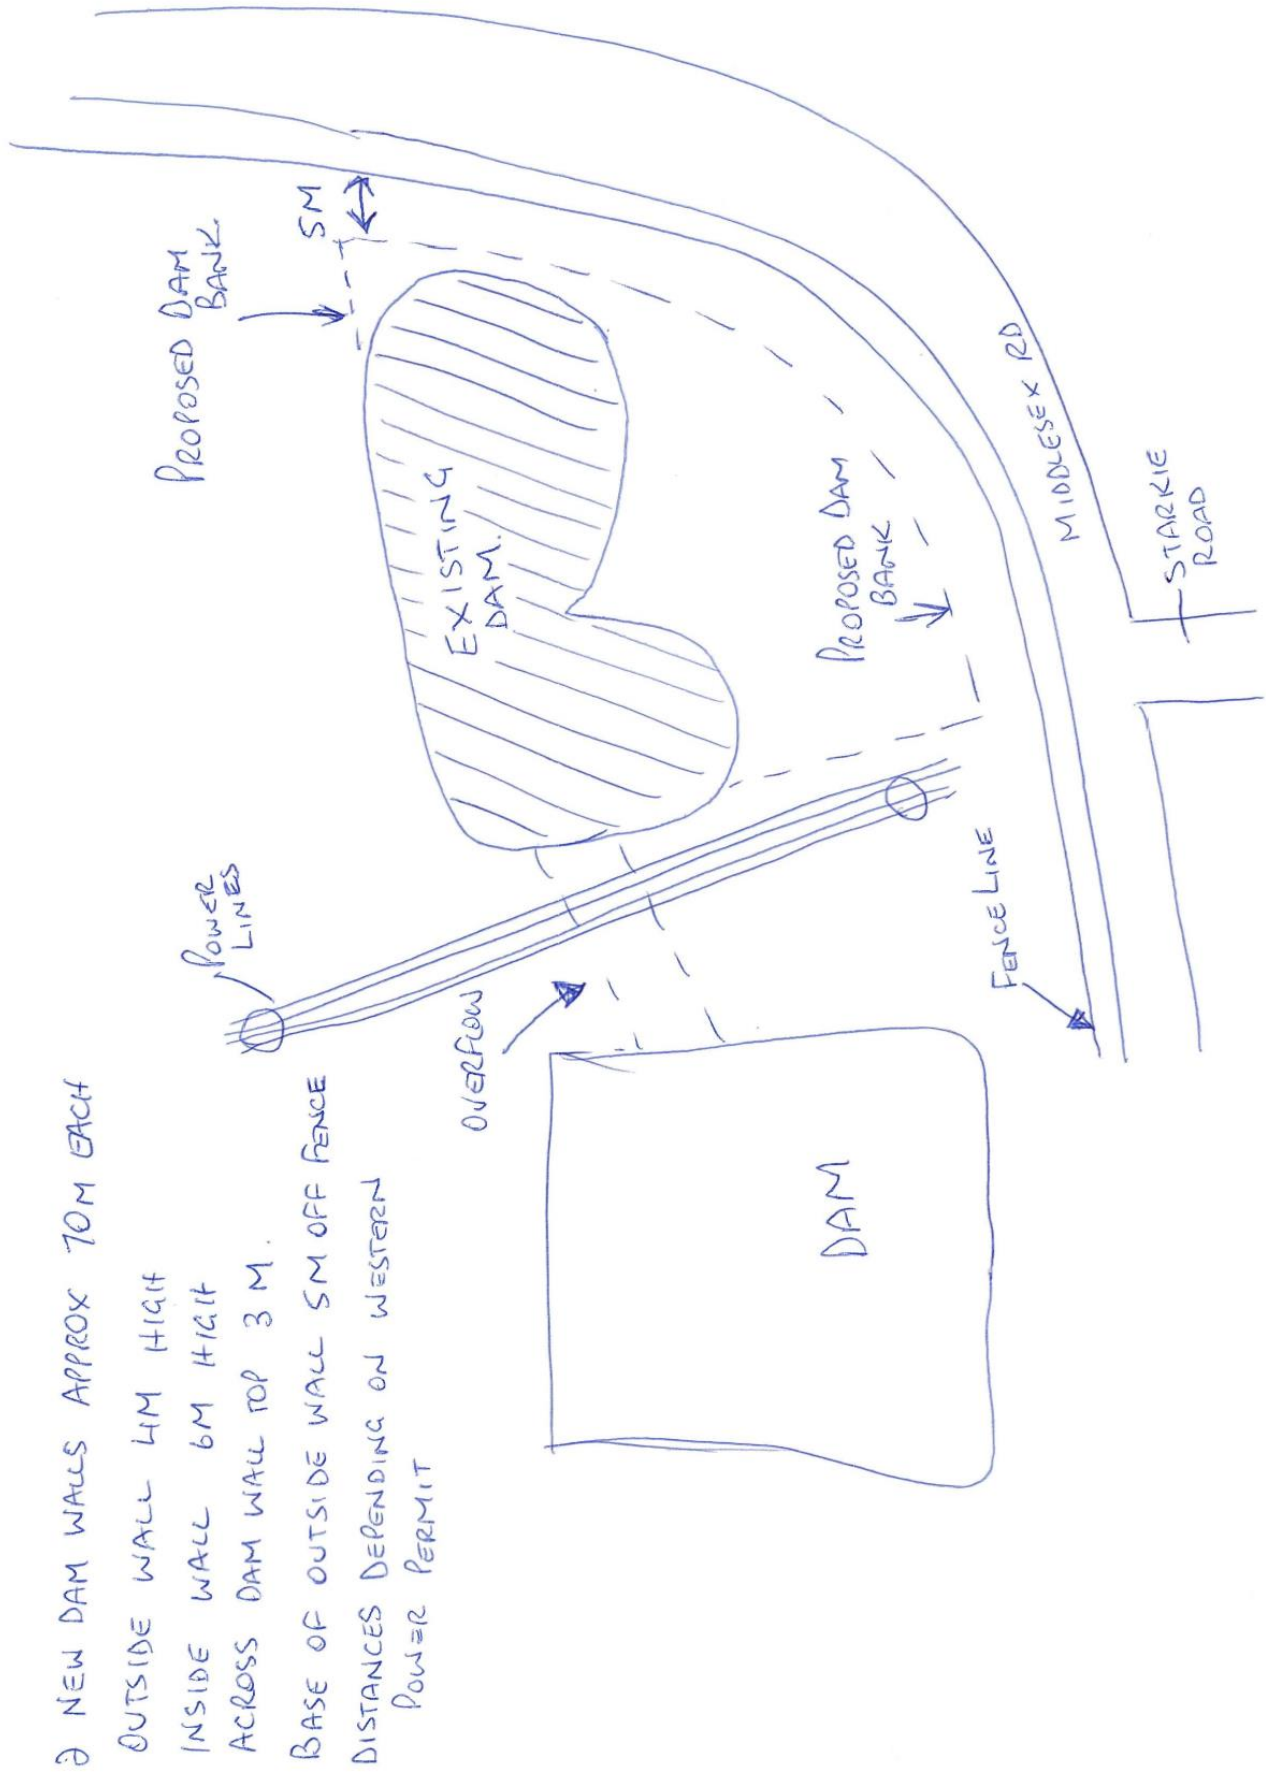 2 NEW DAM WALLS APPROX 70M EACH
OUTSIDE WALL 4M HIGH
INSIDE WALL 6M HIGH
ACROSS DAM WALL TOP 3 M.
BASE OF OUTSIDE WALL 5M OFF FENCE
DISTANCES DEPENDING ON WESTERN
POWER PERMIT
POWER
LINES
OVERFLOW
DAM
FENCE LINE
PROPOSED DAM
BANK
5M
EXISTING
DAM.
PROPOSED DAM
BANK
MIDDLESEX RD
STARKIE
ROAD